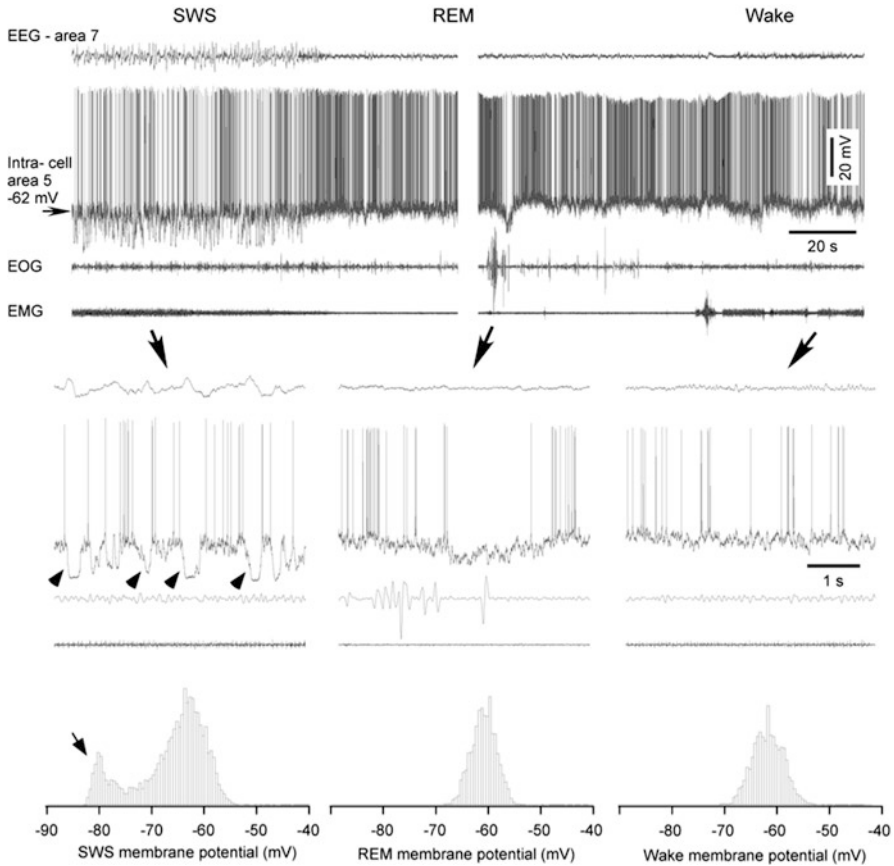 SWS REM Wake
EEG - area 7
Intra- cell
area 5
-62 mV
20 mV
20 s
EOG
EMG
1 s
-90 -80 -70 -60 -50 -40 -80 -70 -60 -50 -40 -80 -70 -60 -50 -40
SWS membrane potential (mV) REM membrane potential (mV) Wake membrane potential (mV)